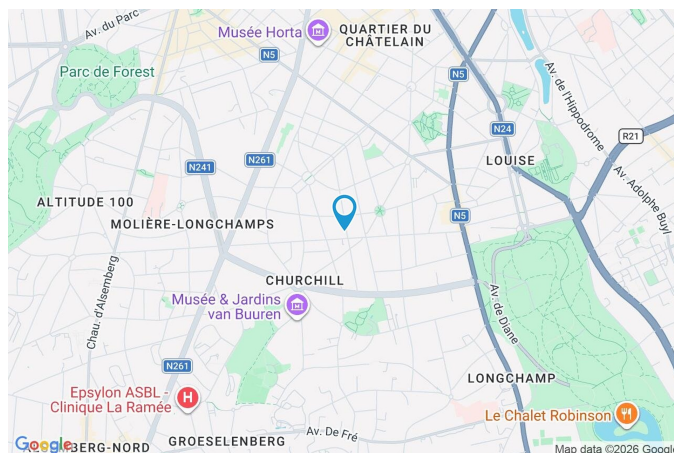 Av. du Parc
Musée Horta
QUARTIER DU
CHÂTELAIN
N5
Parc de Forest
N5
Av. de l'Hippodrome
N24
R21
N261
N241
LOUISE
Av. Adolphe Buyl
ALTITUDE 100
MOLIÈRE-LONGCHAMPS
N5
Chau. d'Alsemberg
CHURCHILL
Musée & Jardins
van Buuren
Av. de Diane
N261
LONGCHAMP
Epsylon ASBL -
Clinique La Ramée
H
Le Chalet Robinson
Av. De Fré
GROESELENBERG
BERG-NORD
Google
Map data ©2026 Google